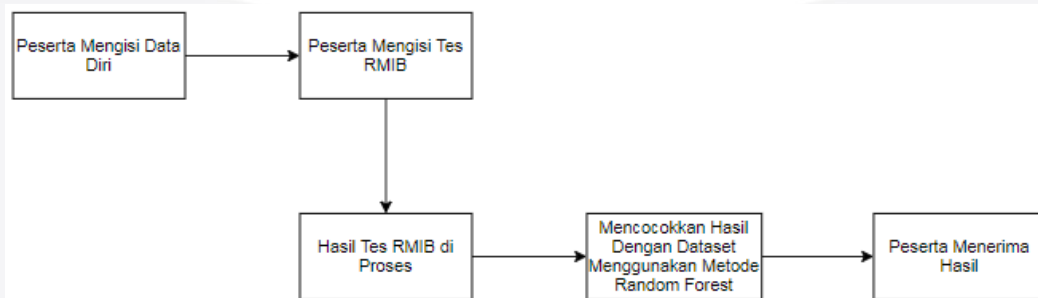 Peserta Mengisi Data
Diri
Peserta Mengisi Tes
RMIB
Hasil Tes RMIB di
Proses
Mencocokkan Hasil
Dengan Dataset
Menggunakan Metode
Random Forest
Peserta Menerima
Hasil